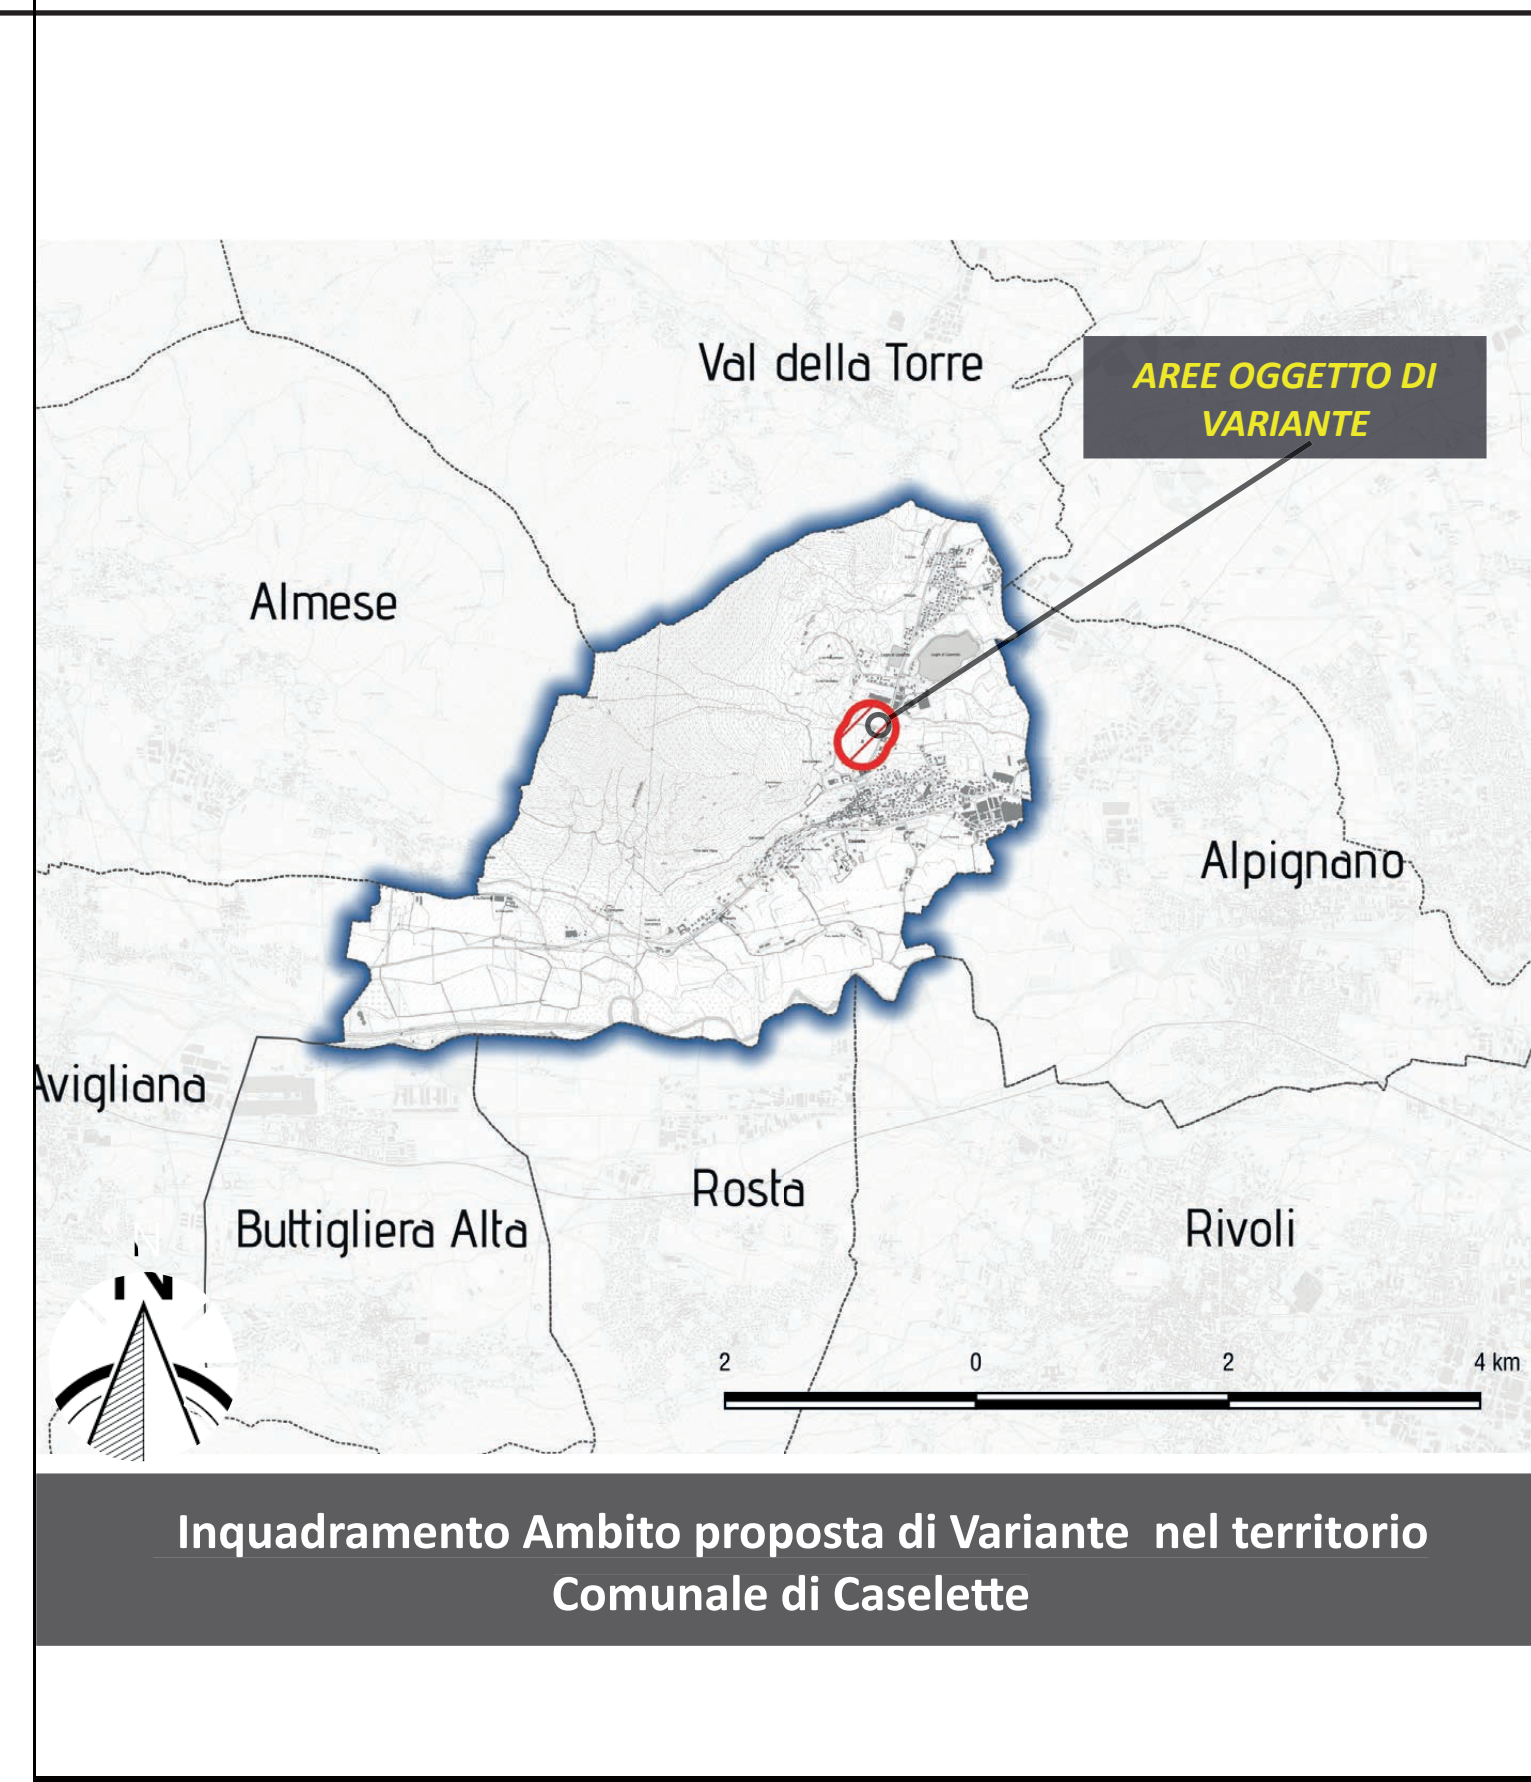 Val della Torre
AREE OGGETTO DI
VARIANTE
Almese
Alpignano
Avigliana
Rosta
Buttigliera Alta
Rivoli
N
2 0 2 4 km
Inquadramento Ambito proposta di Variante nel territorio
Comunale di Caselette